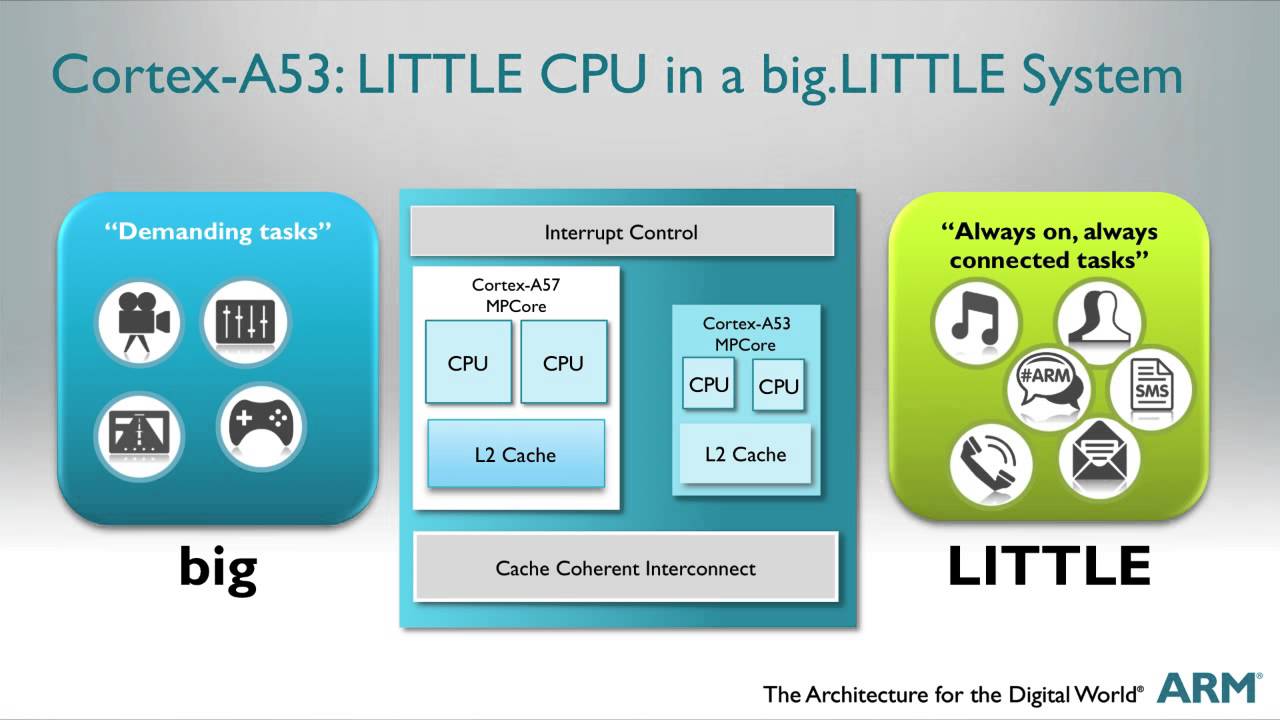 Cortex-A53: LITTLE CPU in a big.LITTLE System
“Demanding tasks”
big
Interrupt Control
Cortex-A57
MPCore
CPU CPU
L2 Cache
Cortex-A53
MPCore
CPU CPU
L2 Cache
Cache Coherent Interconnect
“Always on, always
connected tasks”
#ARM
SMS
LITTLE
The Architecture for the Digital World® ARM®